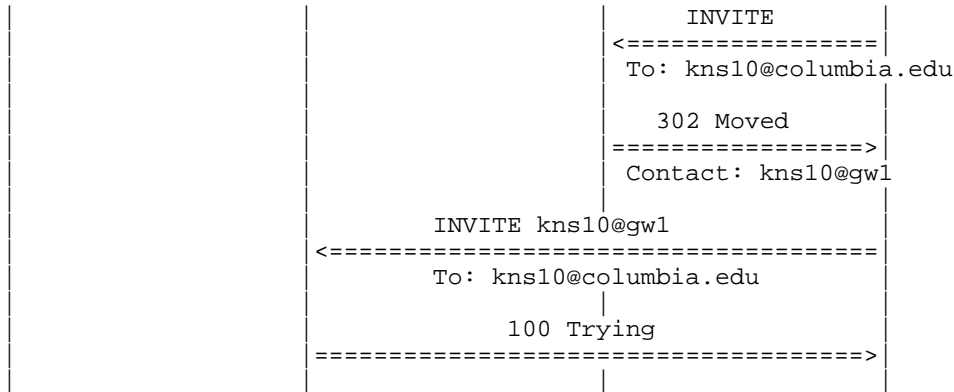 INVITE
<=================
To: kns10@columbia.edu
302 Moved
=================>
Contact: kns10@gw1
INVITE kns10@gw1
<=====================================
To: kns10@columbia.edu
100 Trying
=====================================>